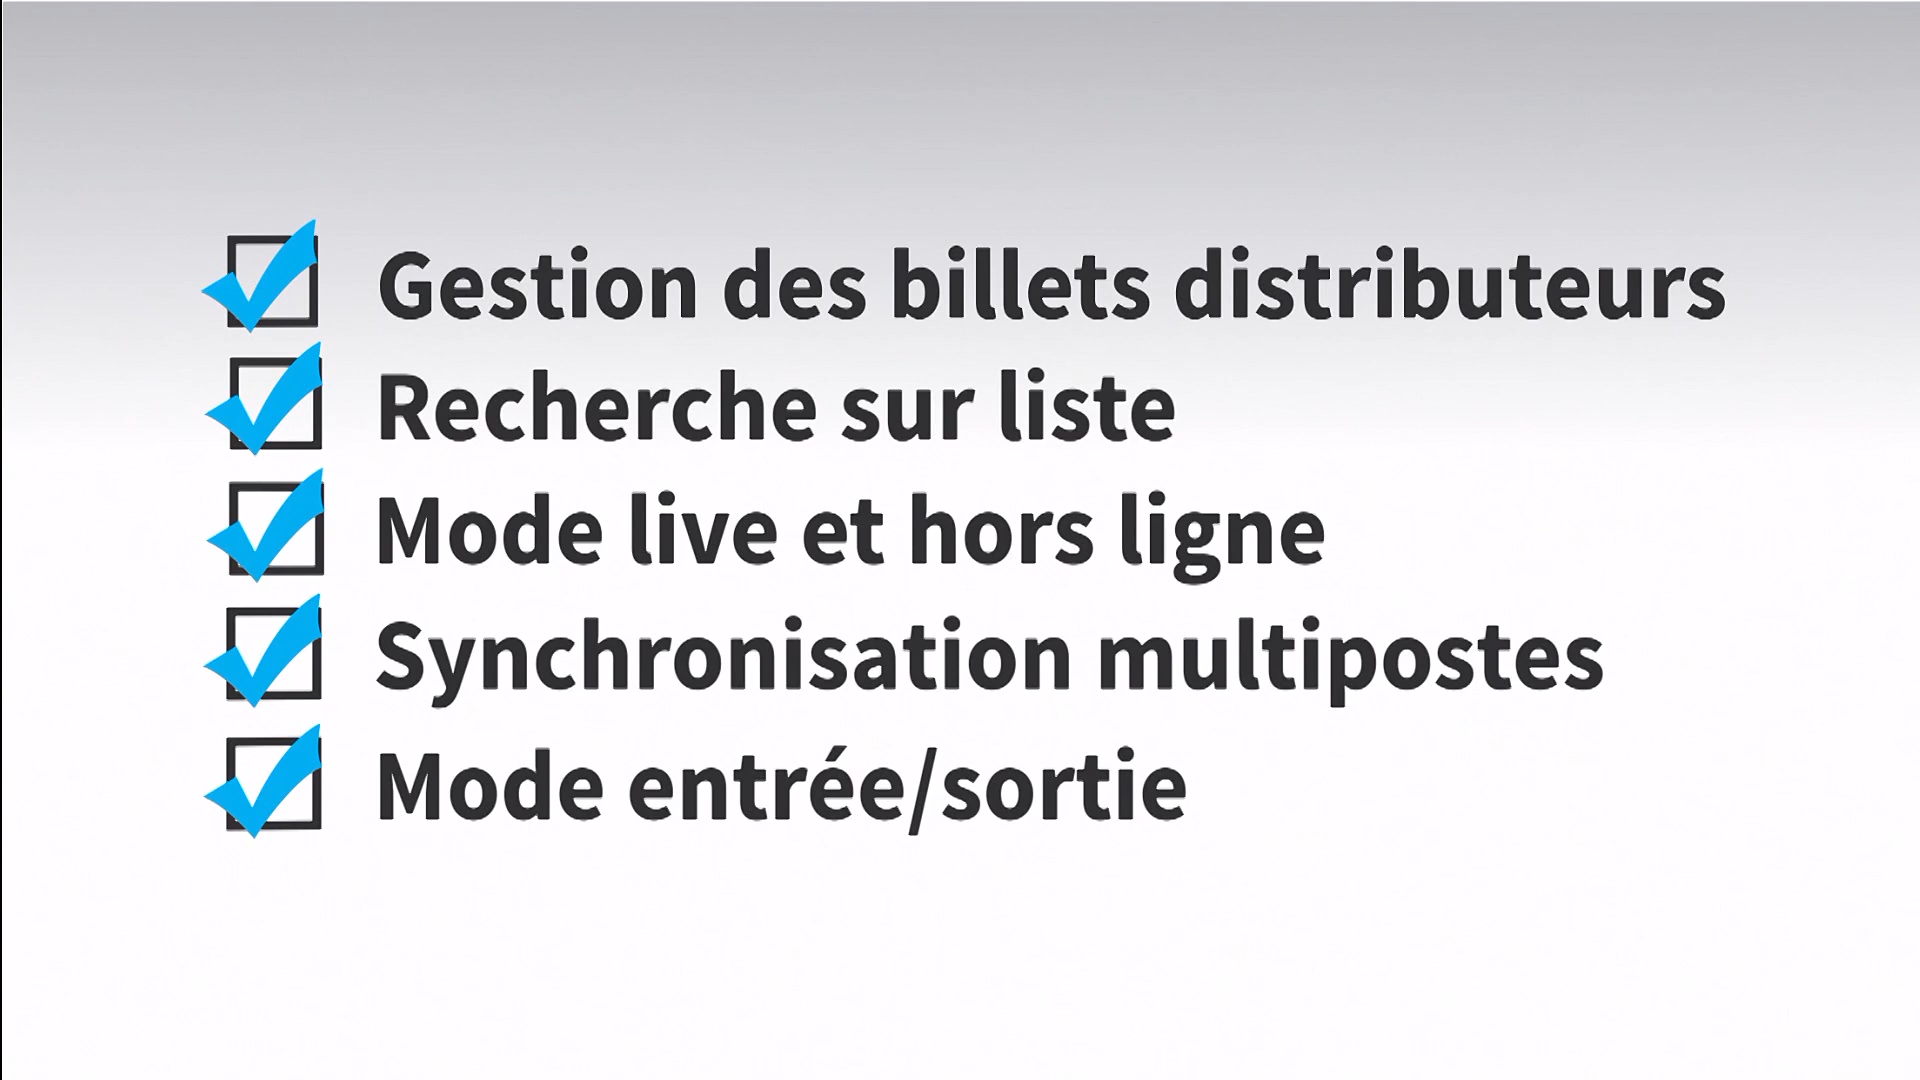 Gestion des billets distributeurs
Recherche sur liste
Mode live et hors ligne
Synchronisation multipostes
Mode entrée/sortie